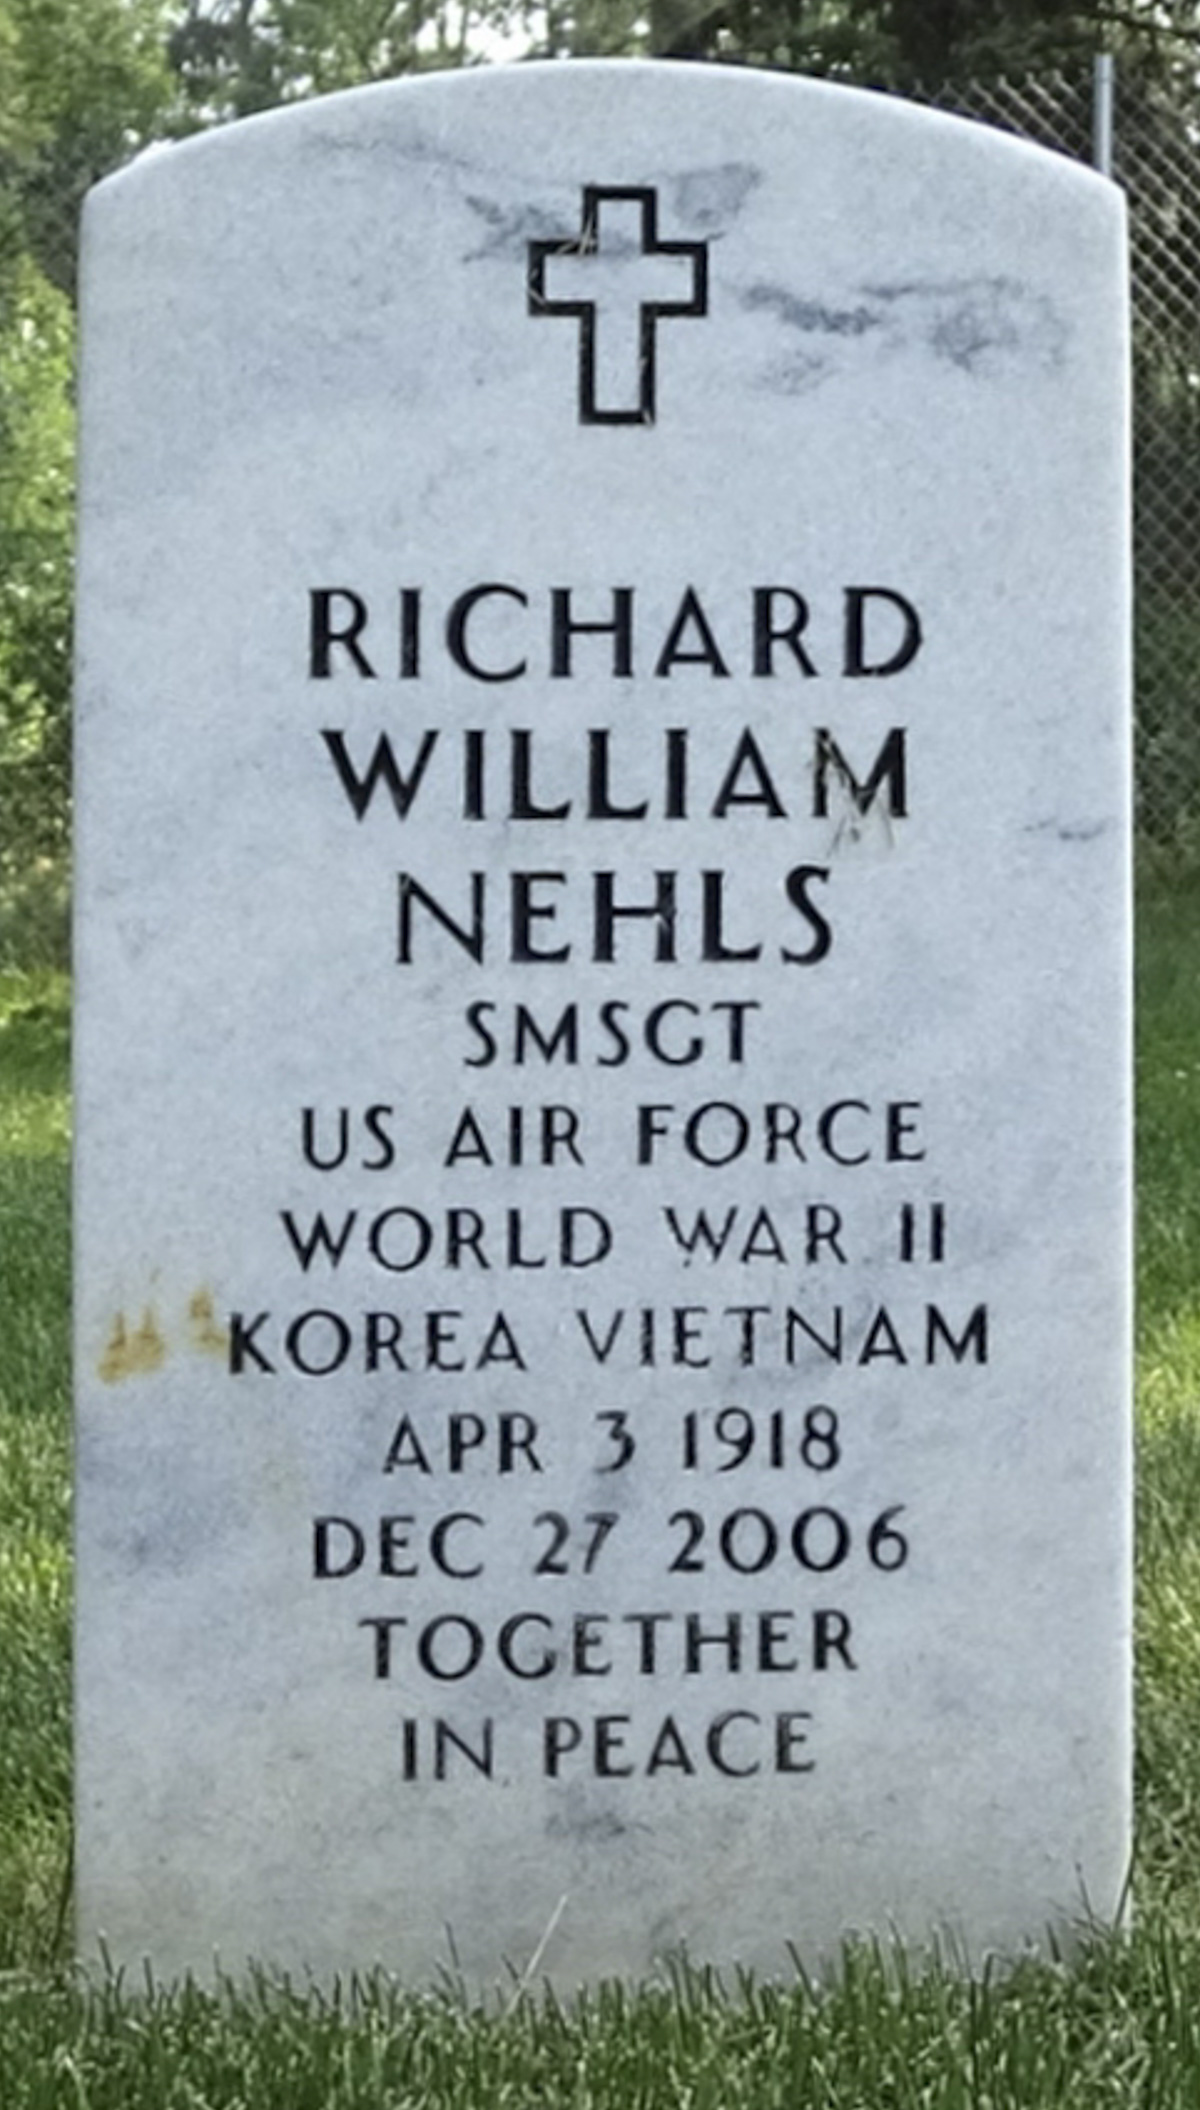 RICHARD
WILLIAM
NEHLS
SMSGT
US AIR FORCE
WORLD WAR II
KOREA VIETNAM
APR 3 1918
DEC 27 2006
TOGETHER
IN PEACE